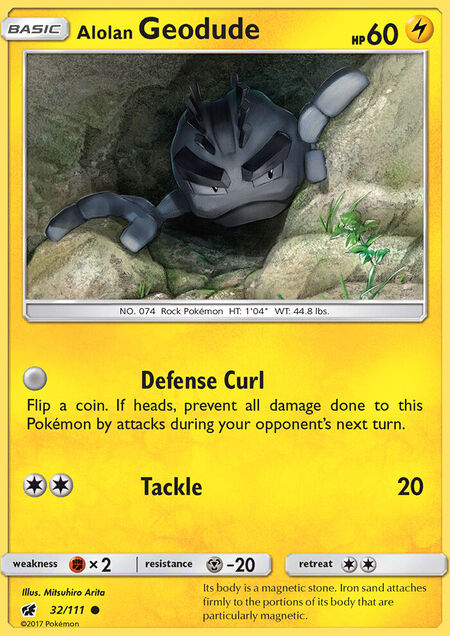 BASIC Alolan Geodude HP60
NO. 074 Rock Pokémon HT: 1'04" WT: 44.8 lbs.
Defense Curl
Flip a coin. If heads, prevent all damage done to this
Pokémon by attacks during your opponent's next turn.
Tackle 20
weakness ×2 resistance -20 retreat
Illus. Mitsuhiro Arita
32/111
©2017 Pokémon
Its body is a magnetic stone. Iron sand attaches
firmly to the portions of its body that are
particularly magnetic.